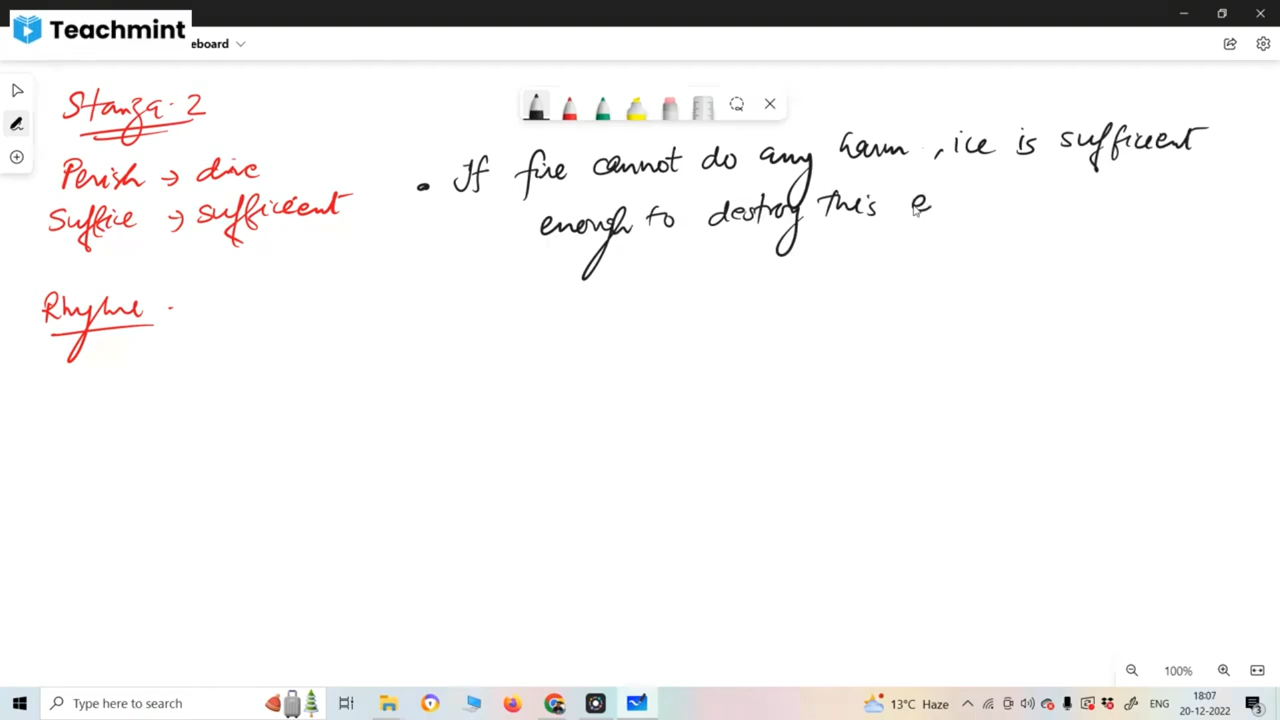 Teachmint
eboard
Stanza-2
Perish → die
Suffice → sufficient
Rhyme -
• If fire cannot do any harm, ice is sufficient
enough to destroy this e
100%
Type here to search
13°C Haze
ENG
18:07
20-12-2022
3